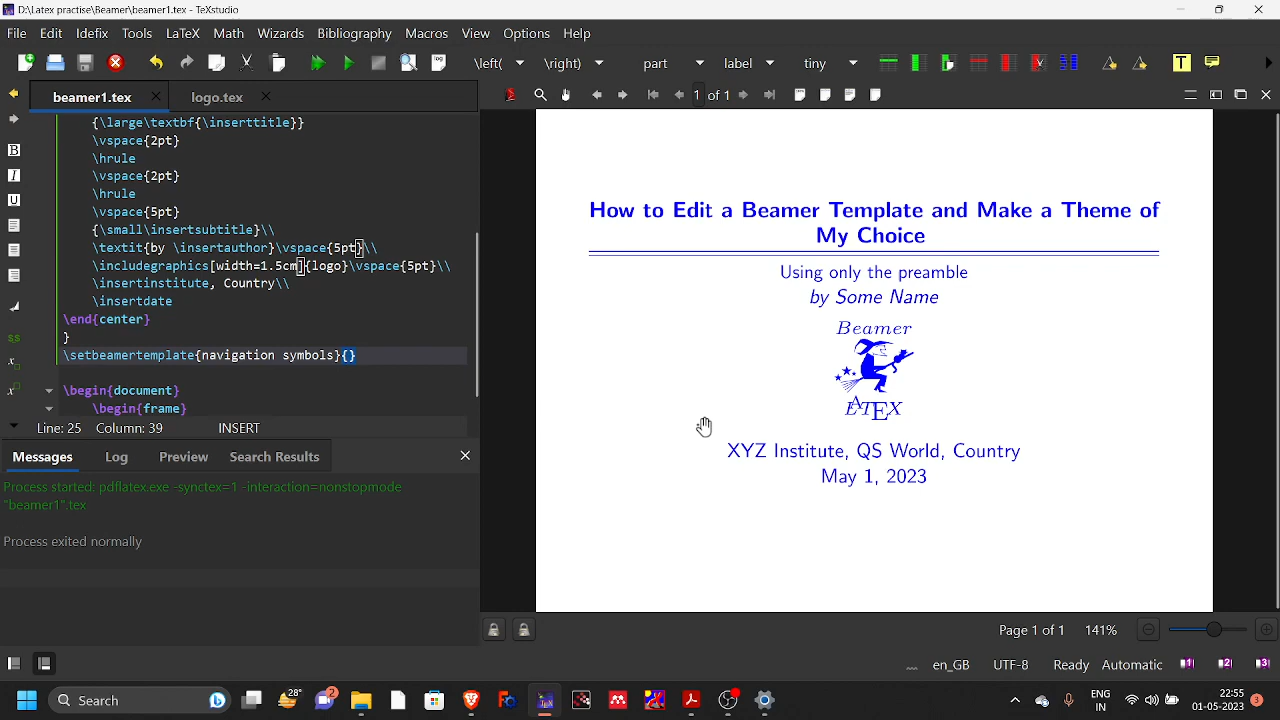 D:\Latex practise\Beamer\beamer1.tex - TeXstudio
File Edit Idefix Tools LaTeX Math Wizards Bibliography Macros View Options Help
\left( \right) part label tiny
beamer1.tex logo.tex
1 of 1
{\large\textbf{\inserttitle}}
\vspace{2pt}
\hrule
\vspace{2pt}
\hrule
\vspace{5pt}
{\small\insertsubtitle}\\
\textit{by \insertauthor}\vspace{5pt}\\
\includegraphics[width=1.5cm]{logo}\vspace{5pt}\\
\insertinstitute, Country\\
\insertdate
\end{center}
}
\setbeamertemplate{navigation symbols}{}
\begin{document}
\begin{frame}
Line: 25 Column: 39 INSERT
Messages Log Preview Search Results
Process started: pdflatex.exe -synctex=1 -interaction=nonstopmode
"beamer1".tex
Process exited normally
How to Edit a Beamer Template and Make a Theme of
My Choice
Using only the preamble
by Some Name
Beamer
LATEX
XYZ Institute, QS World, Country
May 1, 2023
Page 1 of 1 141%
en_GB UTF-8 Ready Automatic
Search 28° 2 ENG IN 22:55 01-05-2023 3